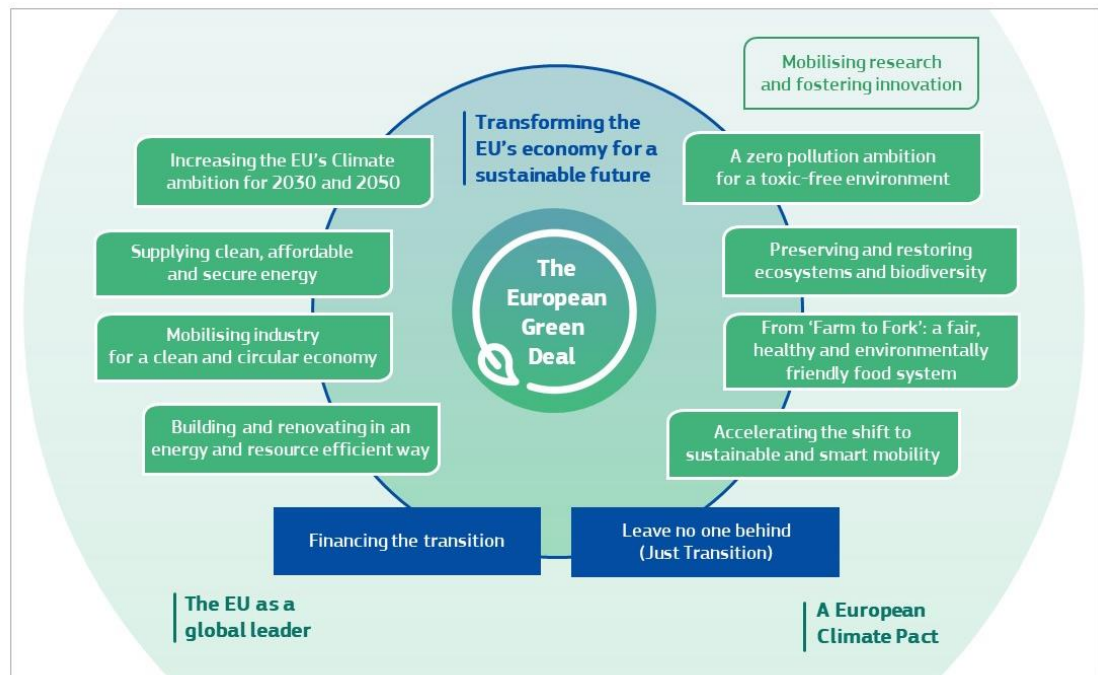 Mobilising research
and fostering innovation
Transforming the
EU's economy for a
sustainable future
Increasing the EU's Climate
ambition for 2030 and 2050
A zero pollution ambition
for a toxic-free environment
Supplying clean, affordable
and secure energy
Preserving and restoring
ecosystems and biodiversity
The
European
Green
Deal
Mobilising industry
for a clean and circular economy
From ‘Farm to Fork’: a fair,
healthy and environmentally
friendly food system
Building and renovating in an
energy and resource efficient way
Accelerating the shift to
sustainable and smart mobility
Financing the transition
Leave no one behind
(Just Transition)
The EU as a
global leader
A European
Climate Pact